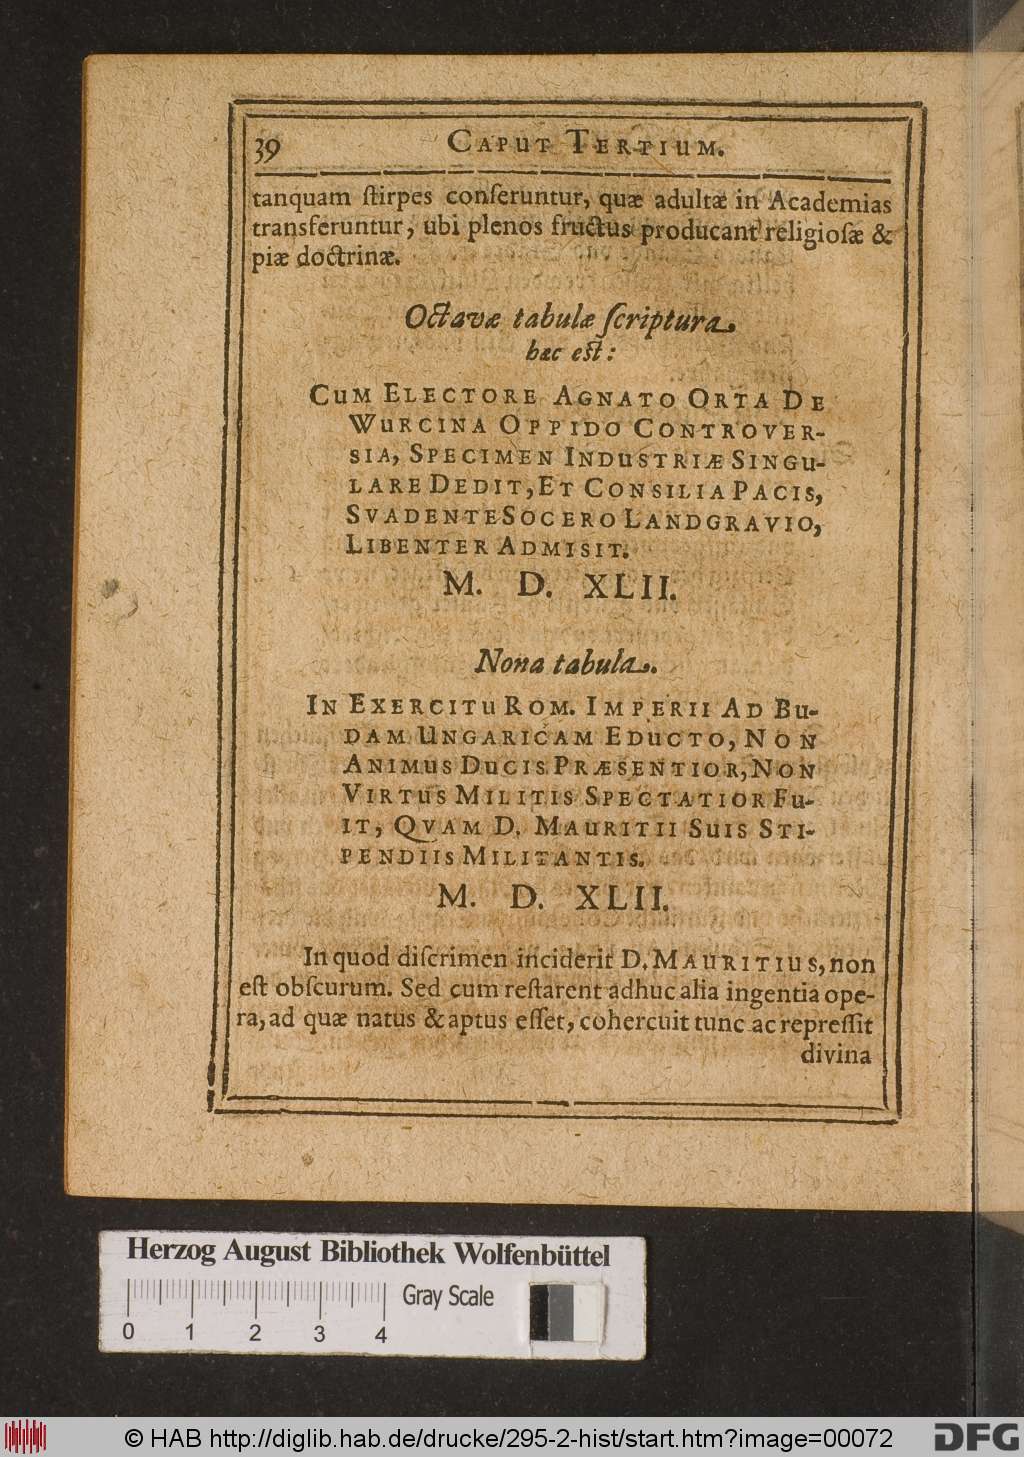 39 CAPUT TERTIUM.
tanquam ſtirpes conſeruntur, quæ adultæ in Academias
transferuntur, ubi plenos fructus producant religioſæ &
piæ doctrinæ.
Octavæ tabulæ ſcriptura
hæc eſt:
CUM ELECTORE AGNATO ORTA DE
WURCINA OPPIDO CONTROVER-
SIA, SPECIMEN INDUSTRIÆ SINGU-
LARE DEDIT, ET CONSILIA PACIS,
SVADENTE SOCERO LANDGRAVIO,
LIBENTER ADMISIT.
M. D. XLII.
Nona tabula.
IN EXERCITU ROM. IMPERII AD BU-
DAM UNGARICAM EDUCTO, NON
ANIMUS DUCIS PRÆSENTIOR, NON
VIRTUS MILITIS SPECTATIOR FU-
IT, QVAM D. MAURITII SUIS STI-
PENDIIS MILITANTIS.
M. D. XLII.
In quod diſcrimen inciderit D. MAURITIUS, non
eſt obſcurum. Sed cum reſtarent adhuc alia ingentia ope-
ra, ad quæ natus & aptus eſſet, cohercuit tunc ac repreſſit
divina
Herzog August Bibliothek Wolfenbüttel
Gray Scale
0 1 2 3 4
© HAB http://diglib.hab.de/drucke/295-2-hist/start.htm?image=00072
DFG